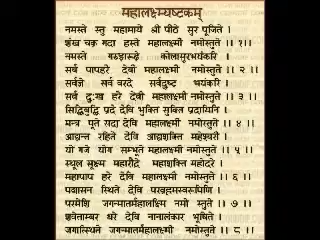 महालक्ष्म्यष्टकम्
नमस्ते स्तु महामाये श्री पीठे सुर पूजिते ।
शंख चक्र गदा हस्ते महालक्ष्मी नमोस्तुते ।। १ ।।
नमस्ते गरुडारूढे कोलासुरभयंकरि ।
सर्व पापहरे देवी महालक्ष्मी नमोस्तुते ।। २ ।।
सर्वज्ञे सर्व वरदे सर्वदुष्ट भयंकरि ।
सर्व दुःख हरे देवी महालक्ष्मी नमोस्तुते ।। ३ ।।
सिद्धिबुद्धि प्रदे देवि भुक्ति मुक्ति प्रदायिनि ।
मन्त्र पूते सदा देवि महालक्ष्मी नमोस्तुते ।। ४ ।।
आद्यन्त रहिते देवि आद्यशक्ति महेश्वरी ।
यो गजे योग सम्भूते महालक्ष्मी नमोस्तुते ।। ५ ।।
स्थूल सूक्ष्म महारौद्रे महाशक्ति महोदरे ।
महापाप हरे देवि महालक्ष्मी नमोस्तुते ।। ६ ।।
पद्मासन स्थिते देवि परब्रह्मस्वरूपिणि ।
परमेशि जगन्मातर्महालक्ष्मि नमो स्तुते ।। ७ ।।
श्वेताम्बर धरे देवि नानालंकार भूषिते ।
जगत्स्थिते जगन्मातर्महालक्ष्मी नमोस्तुते ।। ८ ।।